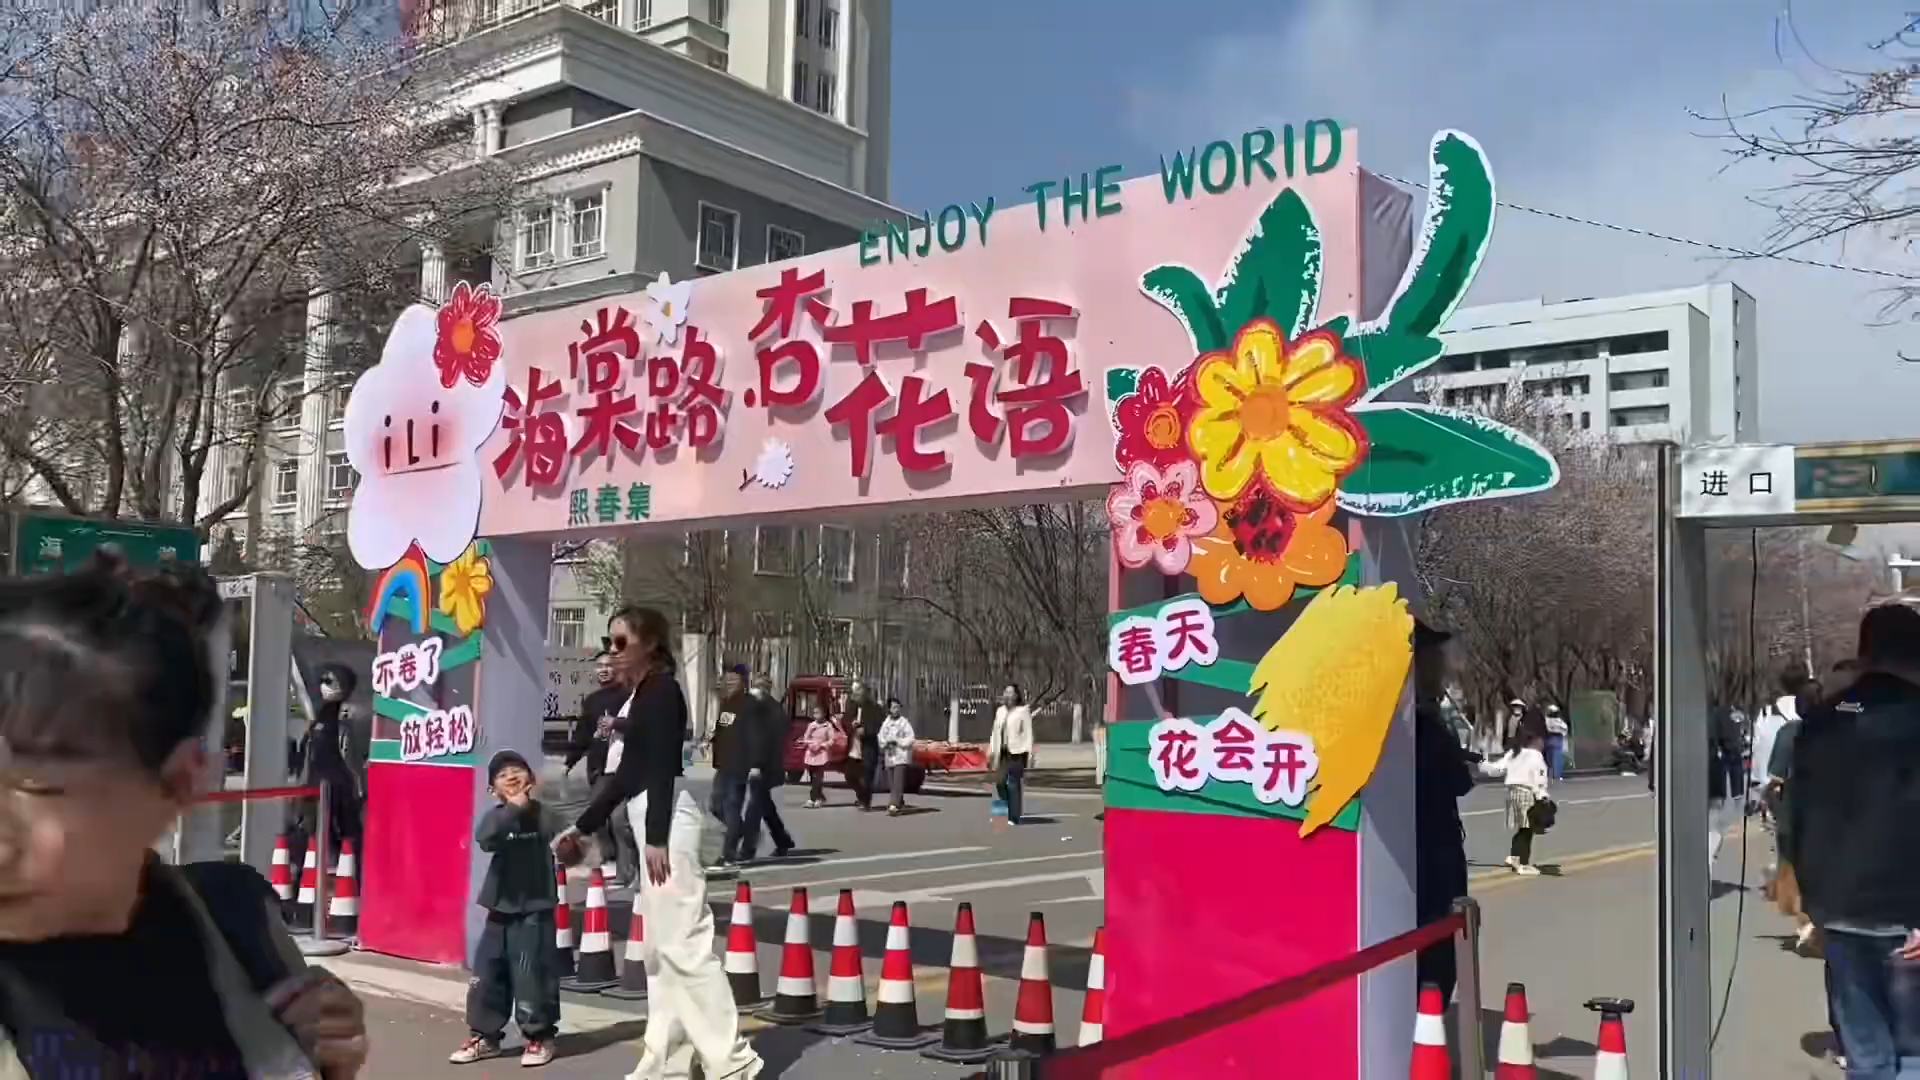 ENJOY THE WORID
海棠路.杏花语
熙春集
iLi
不卷了
放轻松
春天
花会开
进口